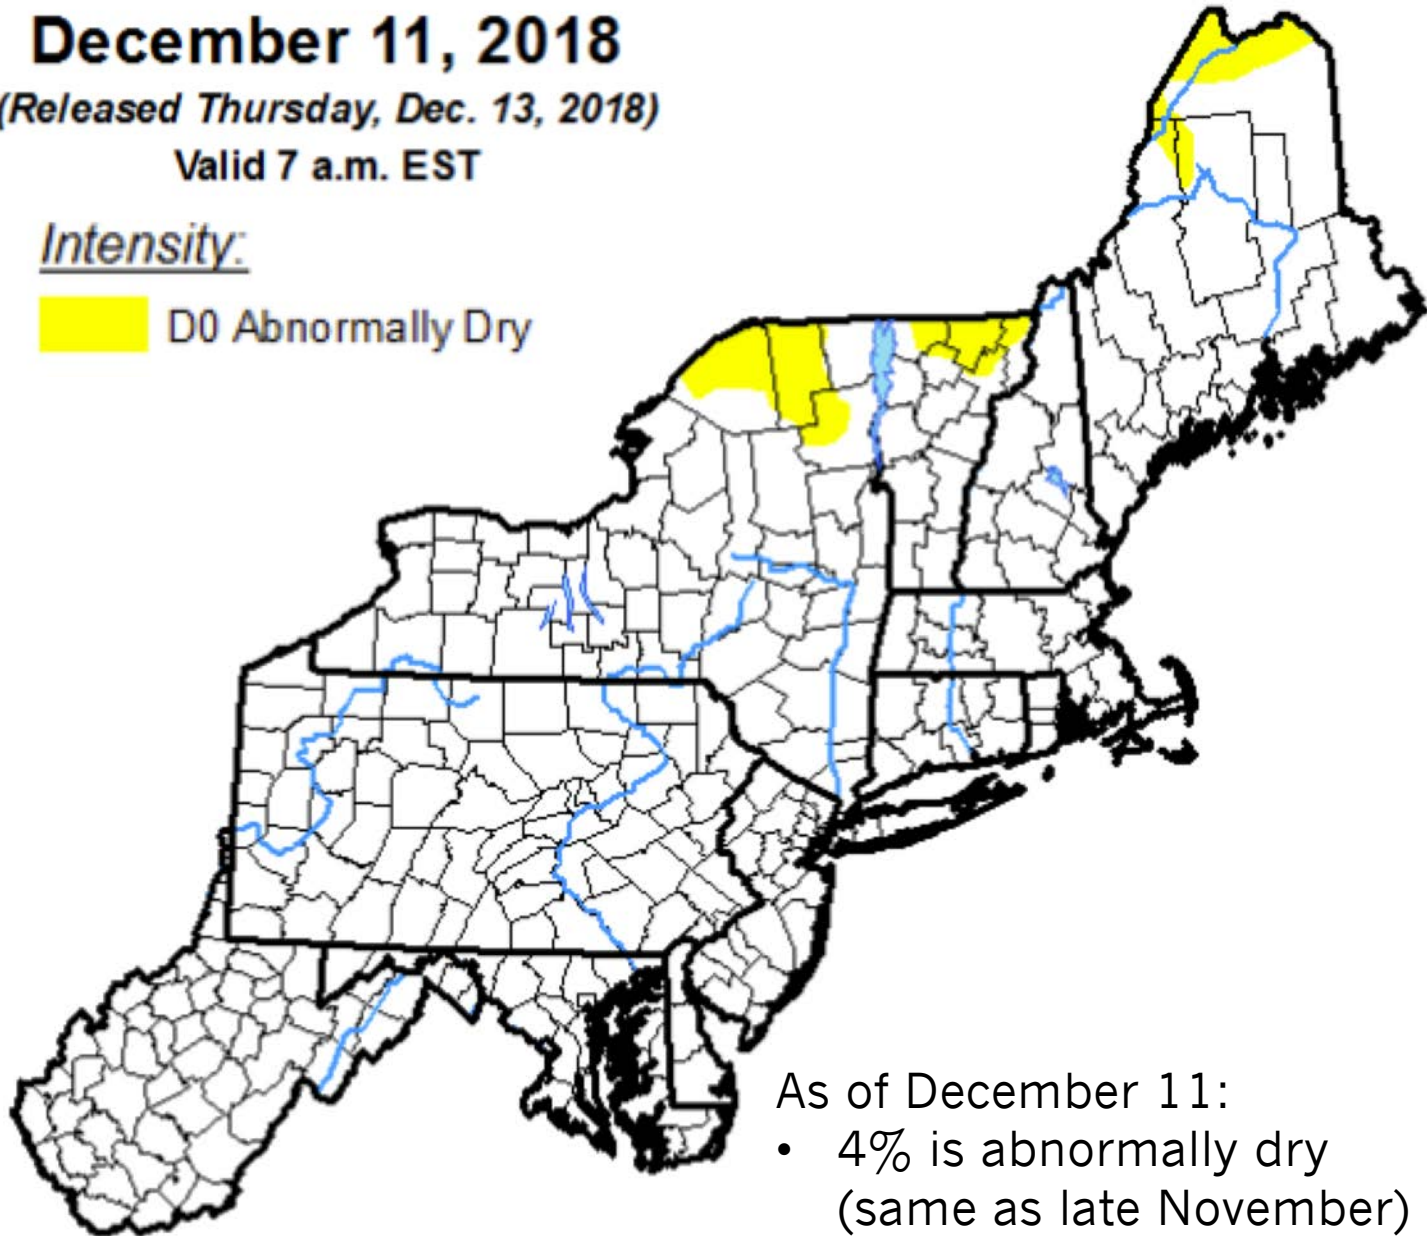 December 11, 2018
(Released Thursday, Dec. 13, 2018)
Valid 7 a.m. EST
Intensity:
D0 Abnormally Dry
As of December 11:
• 4% is abnormally dry
(same as late November)